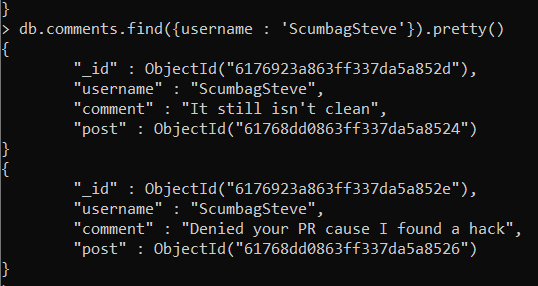 }
> db.comments.find({username : 'ScumbagSteve'}).pretty()
{
        "_id" : ObjectId("6176923a863ff337da5a852d"),
        "username" : "ScumbagSteve",
        "comment" : "It still isn't clean",
        "post" : ObjectId("61768dd0863ff337da5a8524")
}
{
        "_id" : ObjectId("6176923a863ff337da5a852e"),
        "username" : "ScumbagSteve",
        "comment" : "Denied your PR cause I found a hack",
        "post" : ObjectId("61768dd0863ff337da5a8526")
}